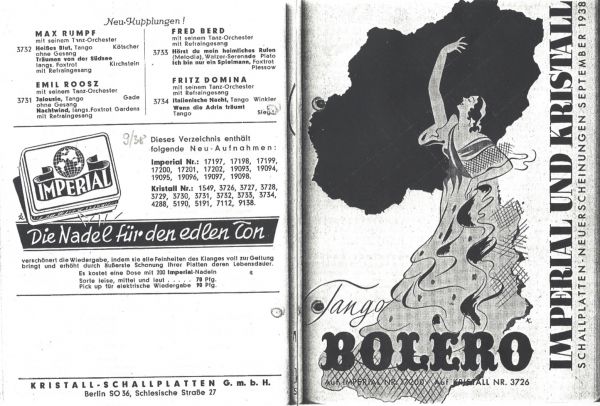 Neu-Kupplungen!
MAX RUMPF
mit seinem Tanz-Orchester
3732 Heißes Blut, Tango Kötscher
ohne Gesang
Träumen von der Südsee
langs. Foxtrot Kirchstein
mit Refraingesang
EMIL ROOSZ
mit seinem Tanz-Orchester
3731 Jalousie, Tango Gade
ohne Gesang
Nachtwind, langs. Foxtrot Gardens
mit Refraingesang
FRED BERD
mit seinem Tanz-Orchester
mit Refraingesang
3733 Hörst du mein heimliches Rufen
(Melodia), Walzer-Serenade Plato
Ich bin nur ein Spielmann, Foxtrot
Plessow
FRITZ DOMINA
mit seinem Tanz-Orchester
mit Refraingesang
3734 Italienische Nacht, Tango Winkler
Wenn die Adria träumt
Tango Siegel
9/38
IMPERIAL
Dieses Verzeichnis enthält
folgende Neu-Aufnahmen:
Imperial Nr.: 17197, 17198, 17199,
17200, 17201, 17202, 19093, 19094,
19095, 19096, 19097, 19098.
Kristall Nr.: 1549, 3726, 3727, 3728,
3729, 3730, 3731, 3732, 3733, 3734,
4288, 5190, 5191, 7112, 9138.
Die Nadel für den edlen Ton
verschönert die Wiedergabe, indem sie alle Feinheiten des Klanges voll zur Geltung
bringt und erhöht durch äußerste Schonung Ihrer Platten deren Lebensdauer.
Es kostet eine Dose mit 200 Imperial-Nadeln
Sorte leise, mittel und laut . . . . . 70 Pfg.
Pick up für elektrische Wiedergabe 90 Pfg.
KRISTALL-SCHALLPLATTEN G.m.b.H.
Berlin SO 36, Schlesische Straße 27
Tango
BOLERO
AUF IMPERIAL NR. 17200 AUF KRISTALL NR. 3726
IMPERIAL UND KRISTALL
SCHALLPLATTEN-NEUERSCHEINUNGEN-SEPTEMBER 1938